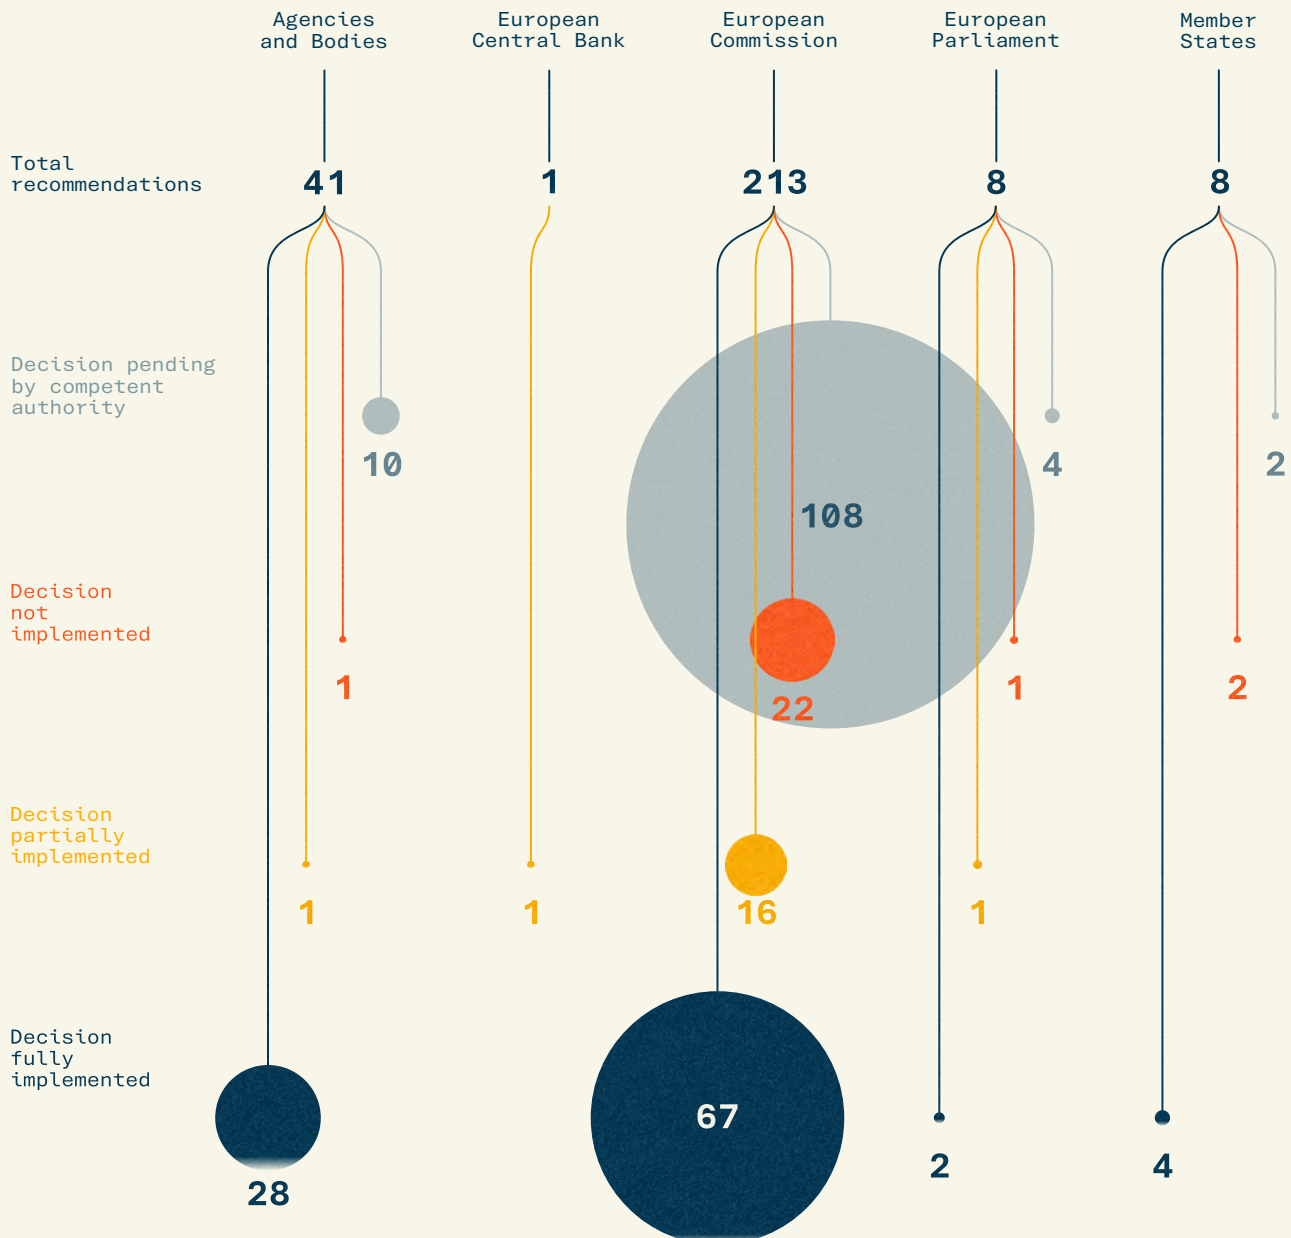 Agencies
and Bodies
European
Central Bank
European
Commission
European
Parliament
Member
States
Total
recommendations
41
1
213
8
8
Decision pending
by competent
authority
10
108
4
2
Decision
not
implemented
1
22
1
2
Decision
partially
implemented
1
1
16
1
Decision
fully
implemented
28
67
2
4